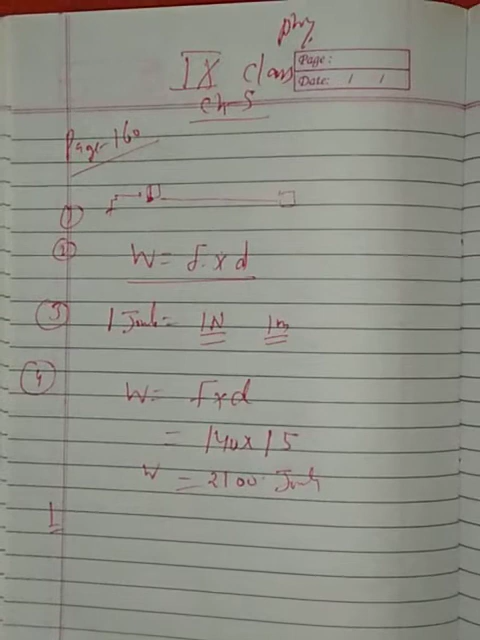 phy
IX class
Page:
Date: / /
Ch-5
Page-160
①
② W = f x d
③ 1 Joule = 1N 1m
④ W = f x d
= 140 x 15
W = 2100 Joule
1